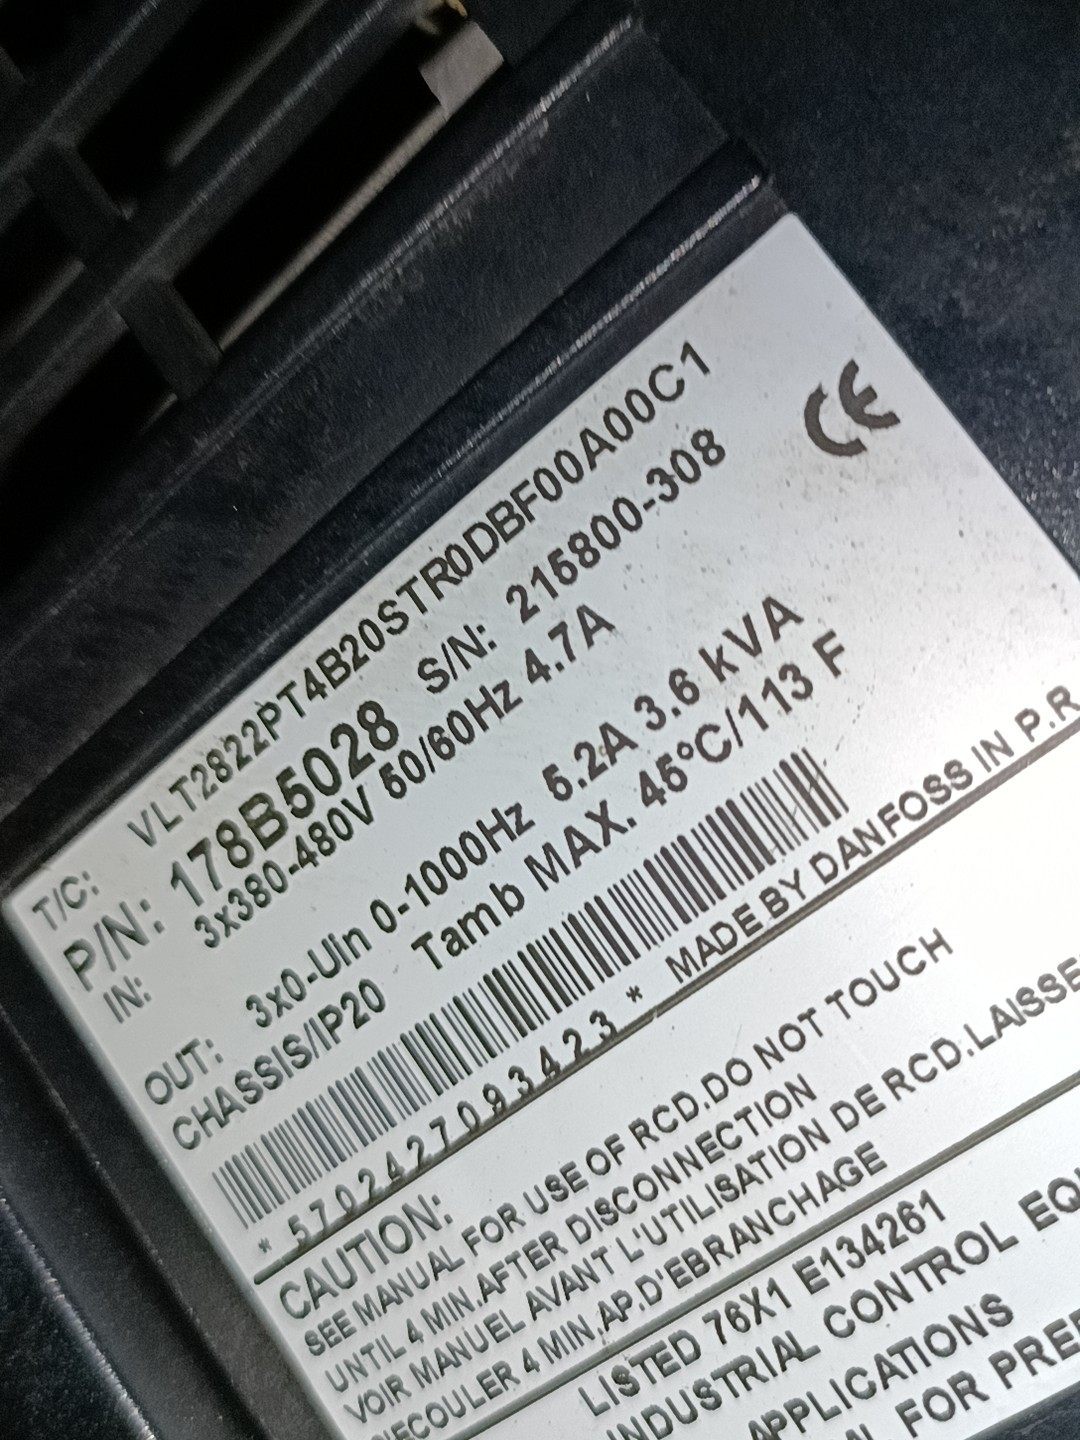 CE
T/C: VLT2822PT4B20STR0DBF00A00C1
P/N: 178B5028 S/N: 215800-308
IN: 3x380-480V 50/60Hz 4.7A
OUT: 3x0-Uin 0-1000Hz 5.2A 3.6 kVA
CHASSIS/IP20 Tamb MAX. 45°C/113 F
* 5702427093423 * MADE BY DANFOSS IN P.R.
CAUTION:
SEE MANUAL FOR USE OF RCD.DO NOT TOUCH
UNTIL 4 MIN.AFTER DISCONNECTION
VOIR MANUEL AVANT L'UTILISATION DE RCD.LAISSE
ECOULER 4 MIN,AP.D'EBRANCHAGE
LISTED 76X1 E134261
INDUSTRIAL CONTROL EQU
APPLICATIONS
FOR PRE